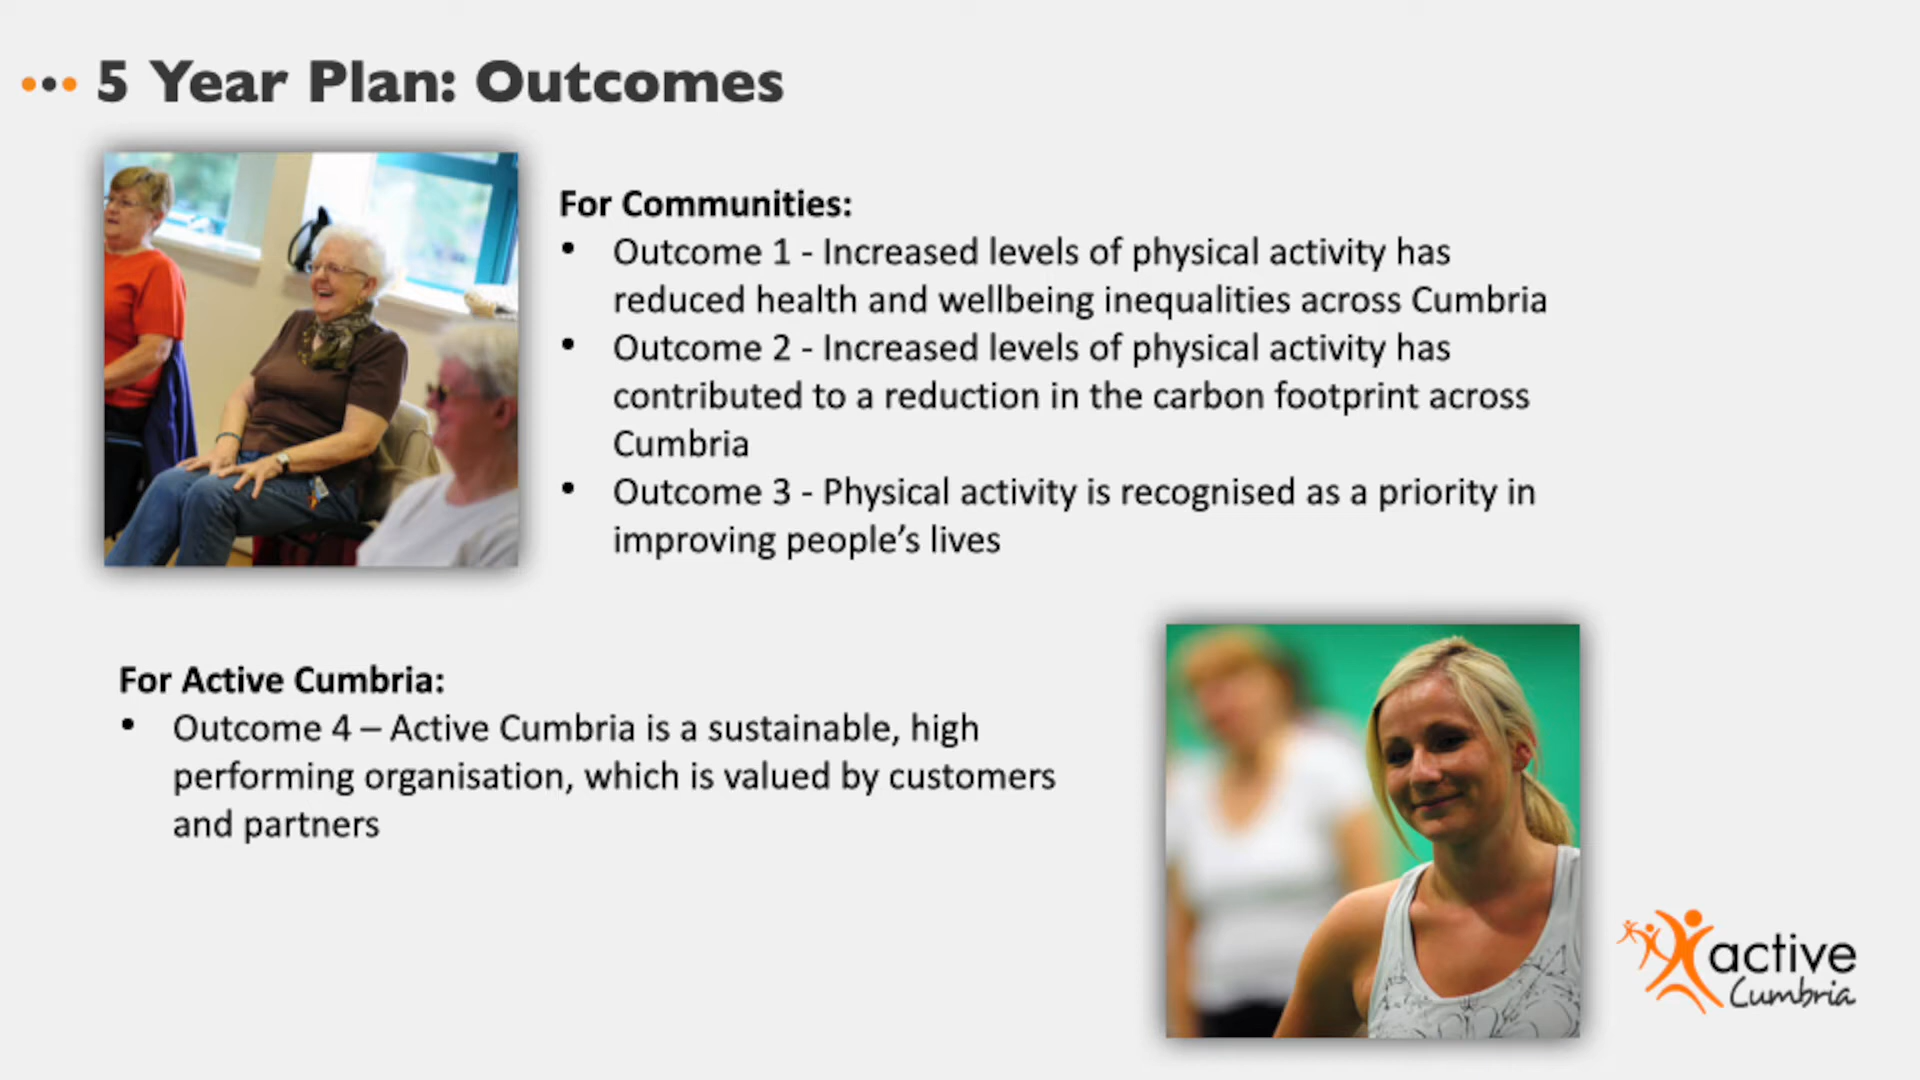 5 Year Plan: Outcomes
For Communities:
• Outcome 1 - Increased levels of physical activity has
reduced health and wellbeing inequalities across Cumbria
• Outcome 2 - Increased levels of physical activity has
contributed to a reduction in the carbon footprint across
Cumbria
• Outcome 3 - Physical activity is recognised as a priority in
improving people’s lives
For Active Cumbria:
• Outcome 4 – Active Cumbria is a sustainable, high
performing organisation, which is valued by customers
and partners
active
Cumbria